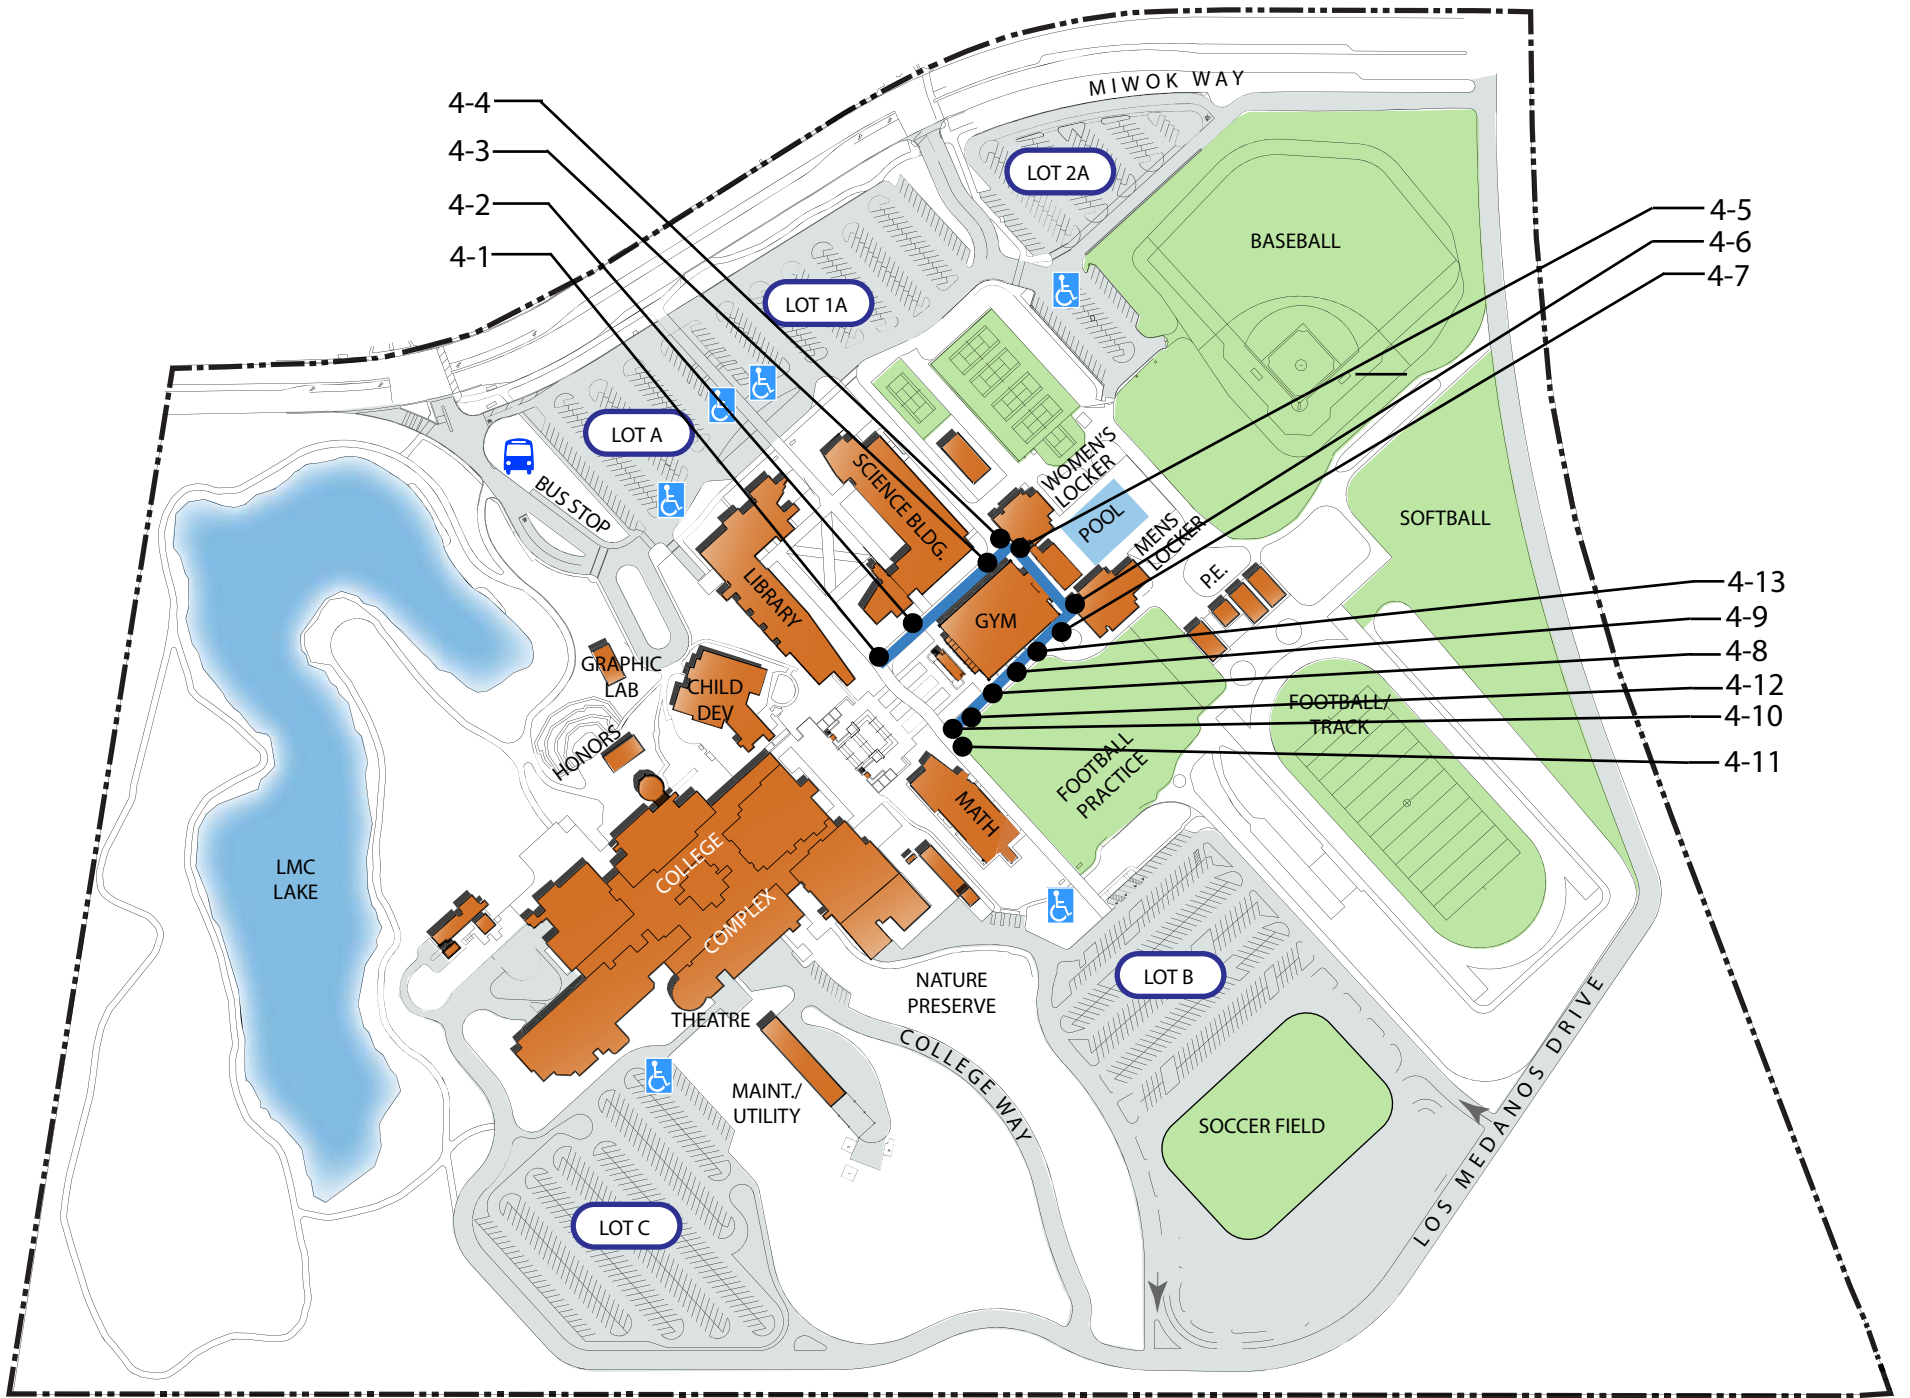 MIWOK WAY
4-4
4-3
4-2
4-1
LOT 2A
4-5
4-6
4-7
BASEBALL
LOT 1A
LOT A
BUS STOP
SCIENCE BLDG.
WOMEN'S
LOCKER
POOL
MENS
LOCKER
SOFTBALL
LIBRARY
GYM
P.E.
4-13
4-9
4-8
4-12
4-10
4-11
GRAPHIC
LAB
CHILD
DEV
HONORS
FOOTBALL/
TRACK
FOOTBALL
PRACTICE
MATH
LMC
LAKE
COLLEGE
COMPLEX
NATURE
PRESERVE
LOT B
THEATRE
MAINT./
UTILITY
COLLEGE WAY
SOCCER FIELD
LOS MEDANOS DRIVE
LOT C